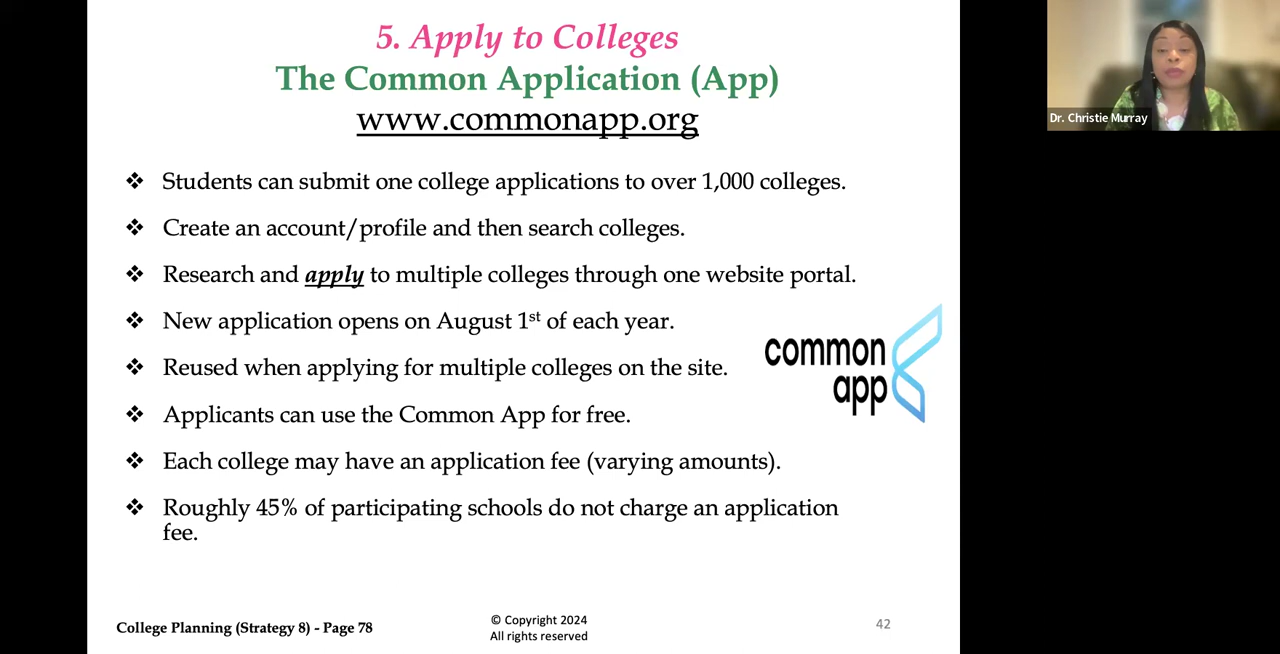 5. Apply to Colleges
The Common Application (App)
www.commonapp.org
❖ Students can submit one college applications to over 1,000 colleges.
❖ Create an account/profile and then search colleges.
❖ Research and apply to multiple colleges through one website portal.
❖ New application opens on August 1st of each year.
❖ Reused when applying for multiple colleges on the site.
❖ Applicants can use the Common App for free.
❖ Each college may have an application fee (varying amounts).
❖ Roughly 45% of participating schools do not charge an application
fee.
common
app
College Planning (Strategy 8) - Page 78
© Copyright 2024
All rights reserved
42
Dr. Christie Murray